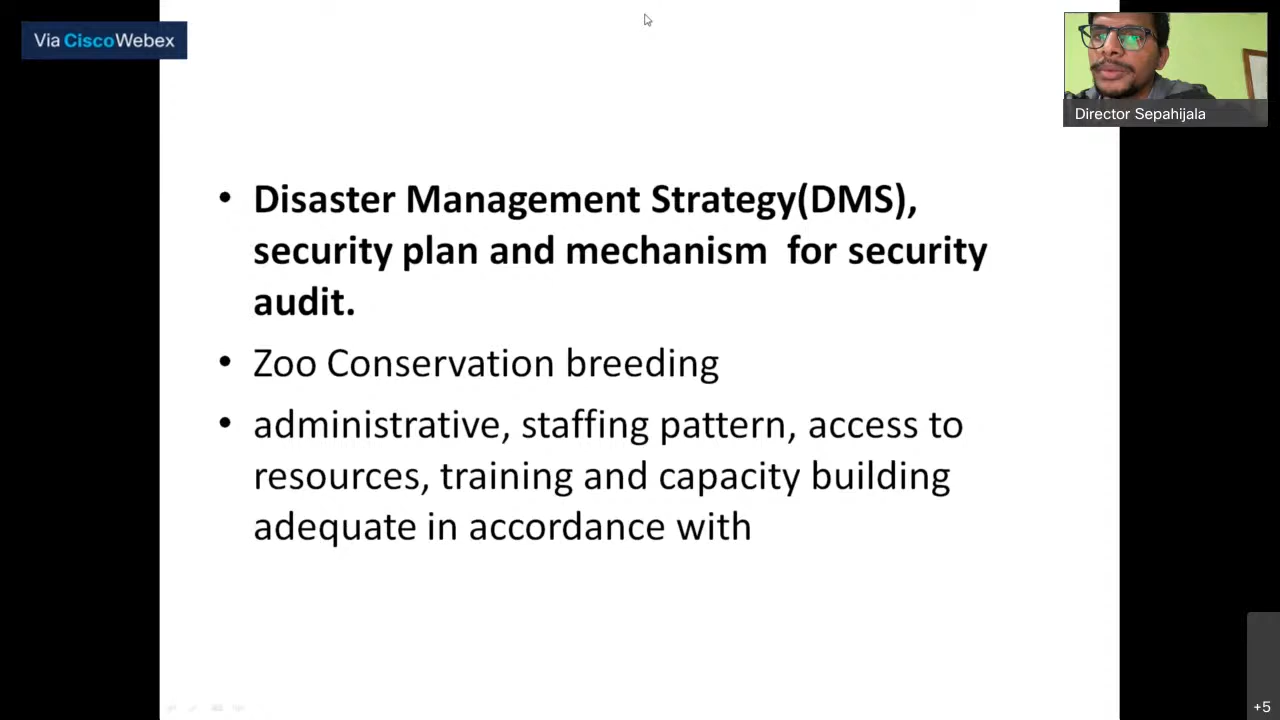 Via CiscoWebex
Director Sepahijala
• Disaster Management Strategy(DMS),
security plan and mechanism  for security
audit.
• Zoo Conservation breeding
• administrative, staffing pattern, access to
resources, training and capacity building
adequate in accordance with
+5